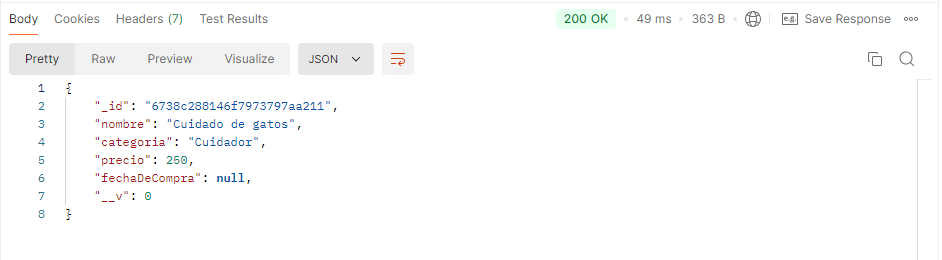 Body Cookies Headers (7) Test Results 200 OK • 49 ms • 363 B e.g. Save Response
Pretty Raw Preview Visualize JSON
1 {
2 "_id": "6738c288146f7973797aa211",
3 "nombre": "Cuidado de gatos",
4 "categoria": "Cuidador",
5 "precio": 250,
6 "fechaDeCompra": null,
7 "__v": 0
8 }